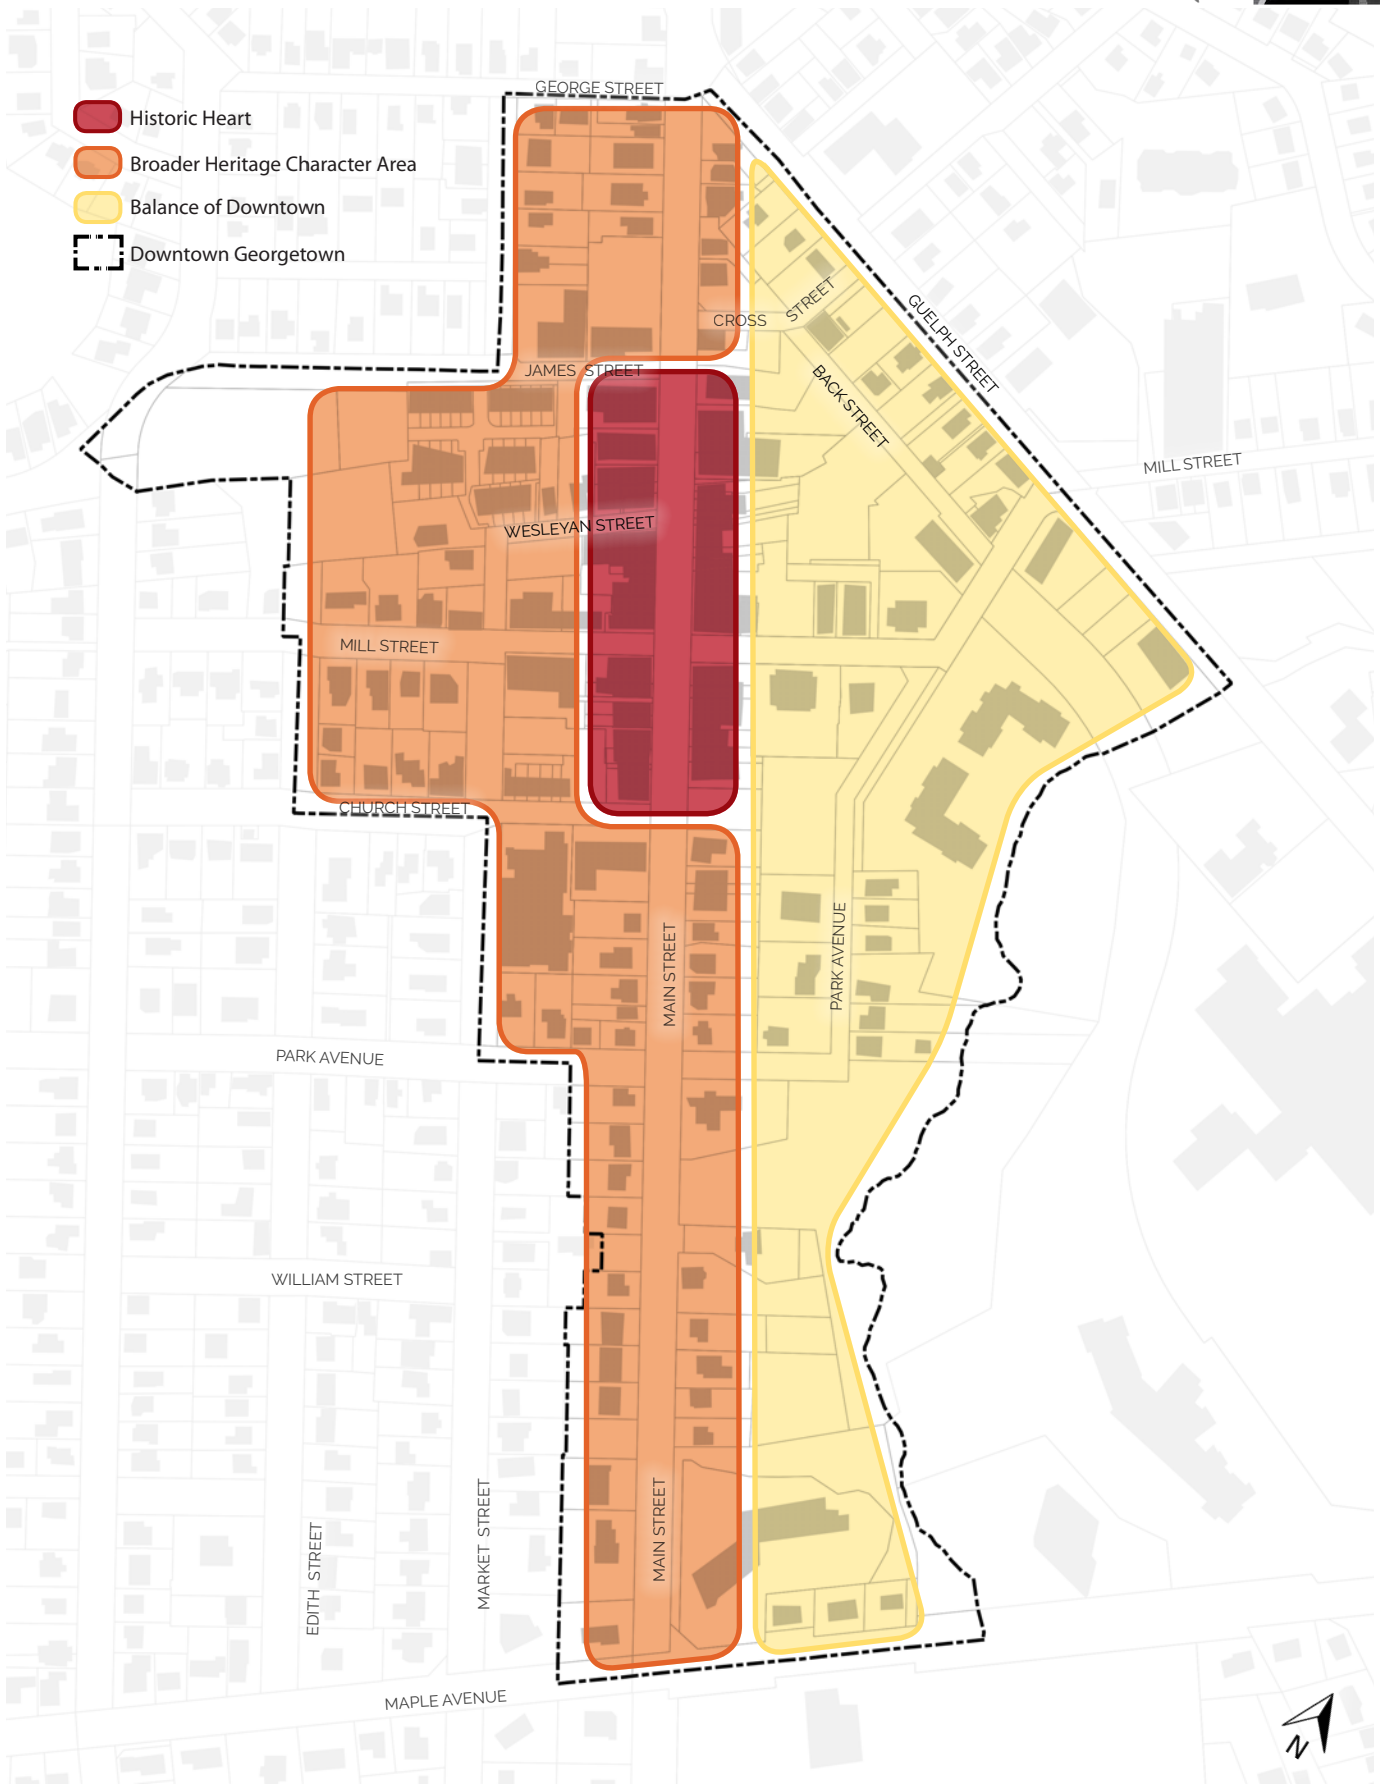 GEORGE STREET
Historic Heart
Broader Heritage Character Area
Balance of Downtown
Downtown Georgetown
CROSS STREET
GUELPH STREET
JAMES STREET
BACK STREET
MILL STREET
WESLEYAN STREET
MILL STREET
CHURCH STREET
MAIN STREET
PARK AVENUE
PARK AVENUE
WILLIAM STREET
MAIN STREET
MARKET STREET
EDITH STREET
MAPLE AVENUE
N